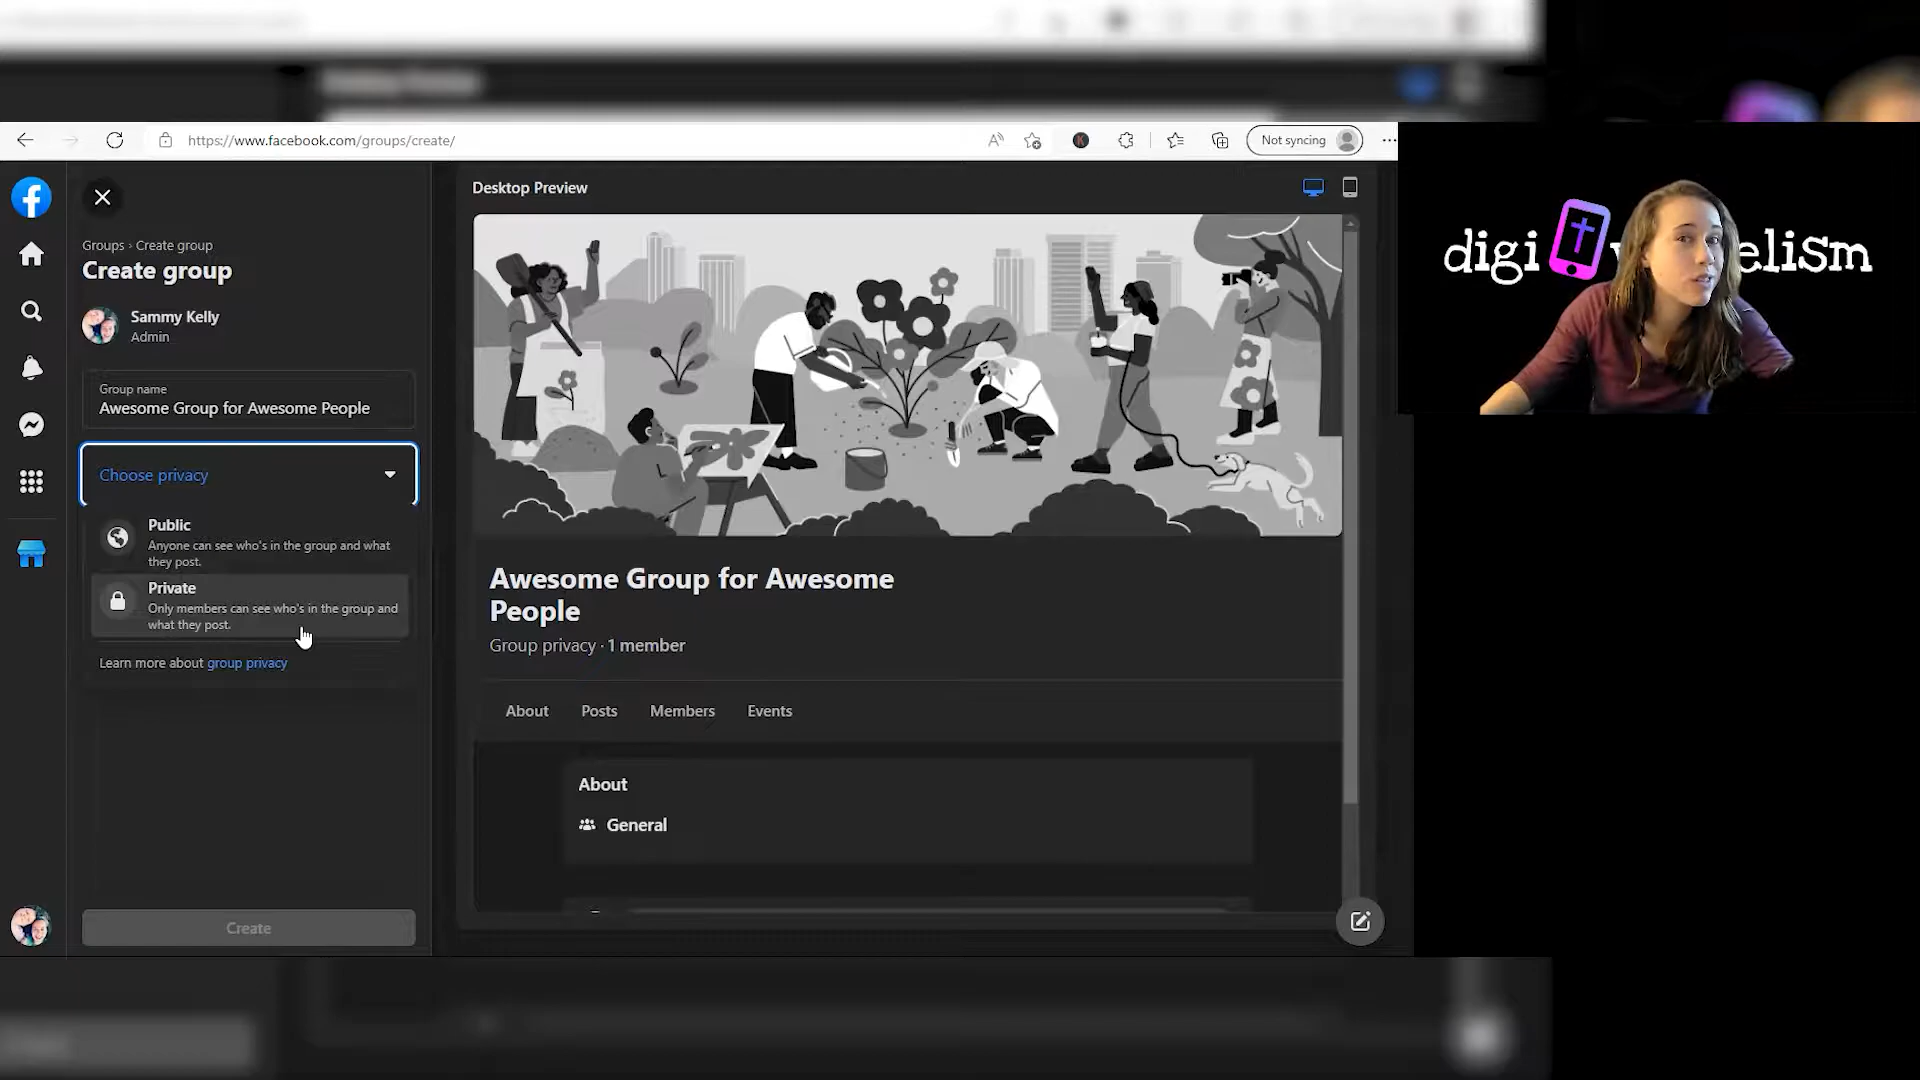 https://www.facebook.com/groups/create/
Not syncing
Groups › Create group
Create group
Sammy Kelly
Admin
Group name
Awesome Group for Awesome People
Choose privacy
Public
Anyone can see who's in the group and what
they post.
Private
Only members can see who's in the group and
what they post.
Learn more about group privacy
Create
Desktop Preview
Awesome Group for Awesome
People
Group privacy · 1 member
About
Posts
Members
Events
About
General
K
digi
elism